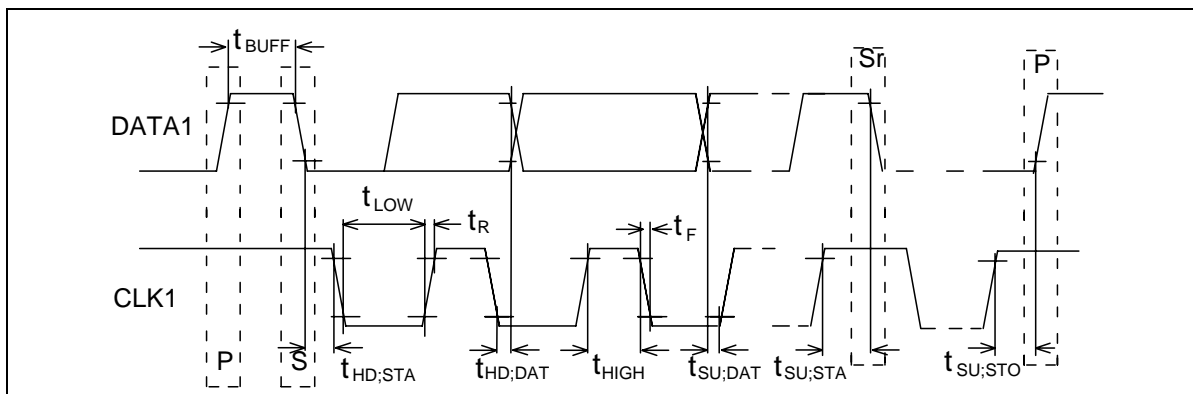 tBUFF
Sr
P
DATA1
tLOW
tR
tF
CLK1
P
S
tHD;STA
tHD;DAT
tHIGH
tSU;DAT
tSU;STA
tSU;STO